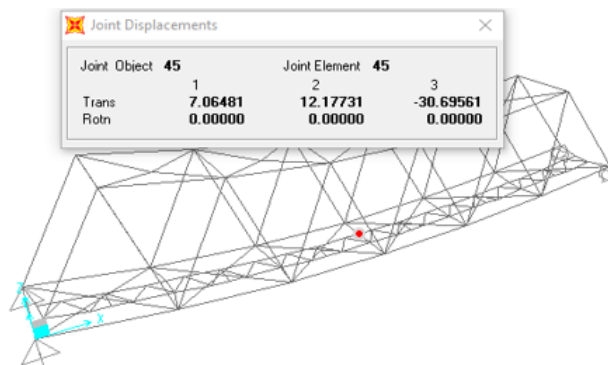 Joint Displacements
Joint Object 45 Joint Element 45
1 2 3
Trans 7.06481 12.17731 -30.69561
Rotn 0.00000 0.00000 0.00000
Z
X